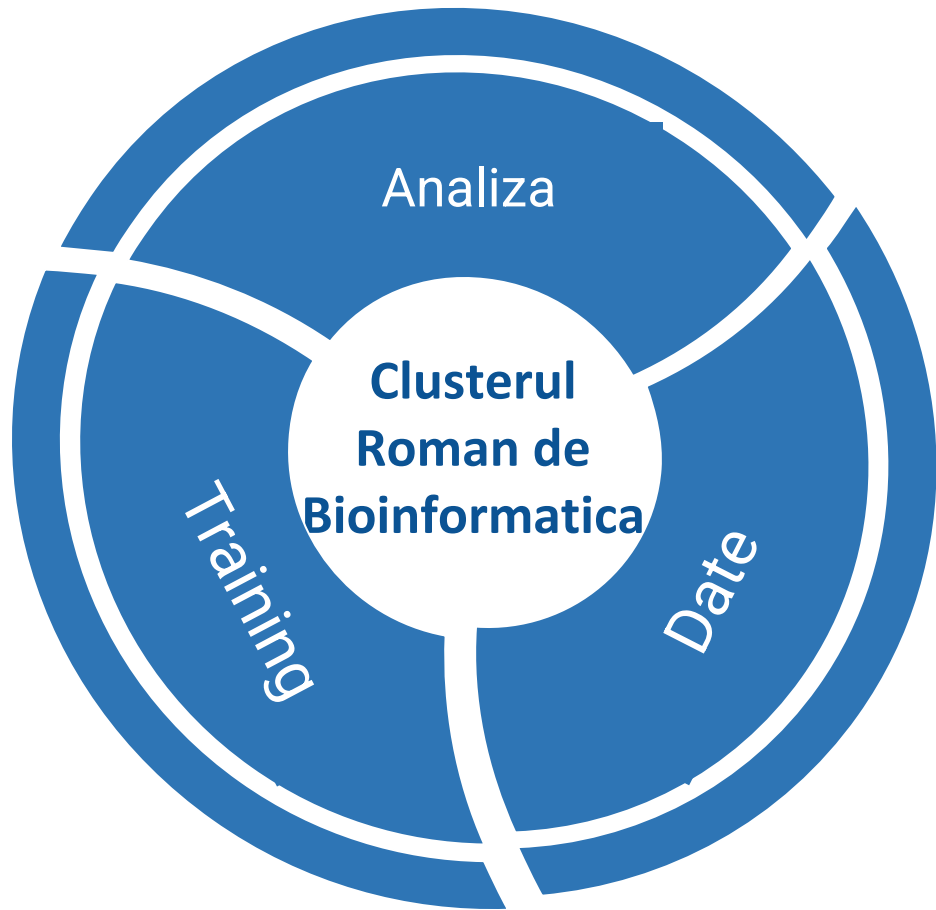 Analiza
Clusterul
Roman de
Bioinformatica
Training
Date